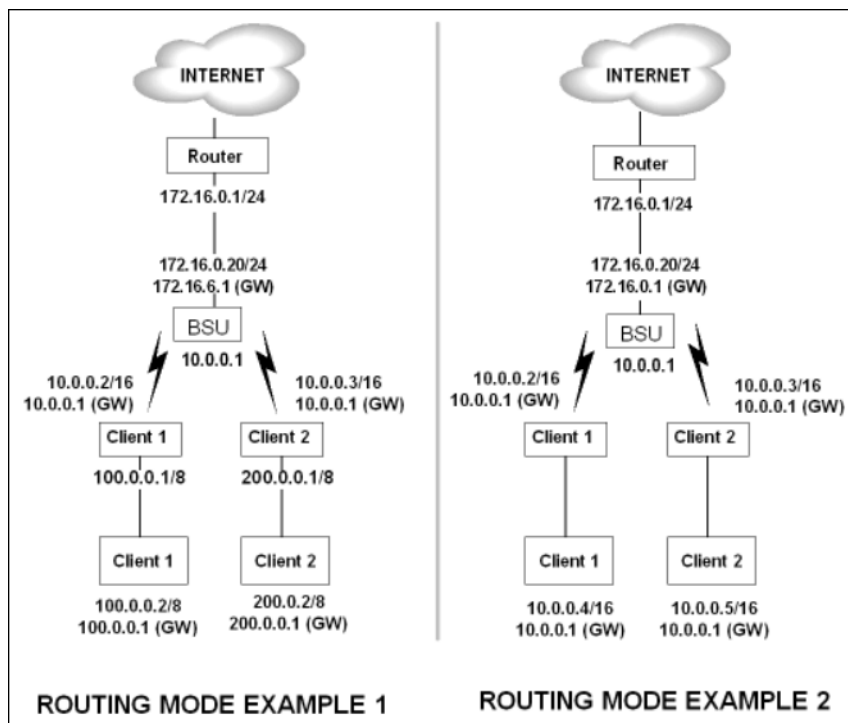 INTERNET
Router
172.16.0.1/24
172.16.0.20/24
172.16.6.1 (GW)
BSU
10.0.0.1
10.0.0.2/16
10.0.0.1 (GW)
10.0.0.3/16
10.0.0.1 (GW)
Client 1
Client 2
100.0.0.1/8
200.0.0.1/8
Client 1
Client 2
100.0.0.2/8
100.0.0.1 (GW)
200.0.2/8
200.0.0.1 (GW)
ROUTING MODE EXAMPLE 1
INTERNET
Router
172.16.0.1/24
172.16.0.20/24
172.16.0.1 (GW)
BSU
10.0.0.1
10.0.0.2/16
10.0.0.1 (GW)
10.0.0.3/16
10.0.0.1 (GW)
Client 1
Client 2
Client 1
Client 2
10.0.0.4/16
10.0.0.1 (GW)
10.0.0.5/16
10.0.0.1 (GW)
ROUTING MODE EXAMPLE 2